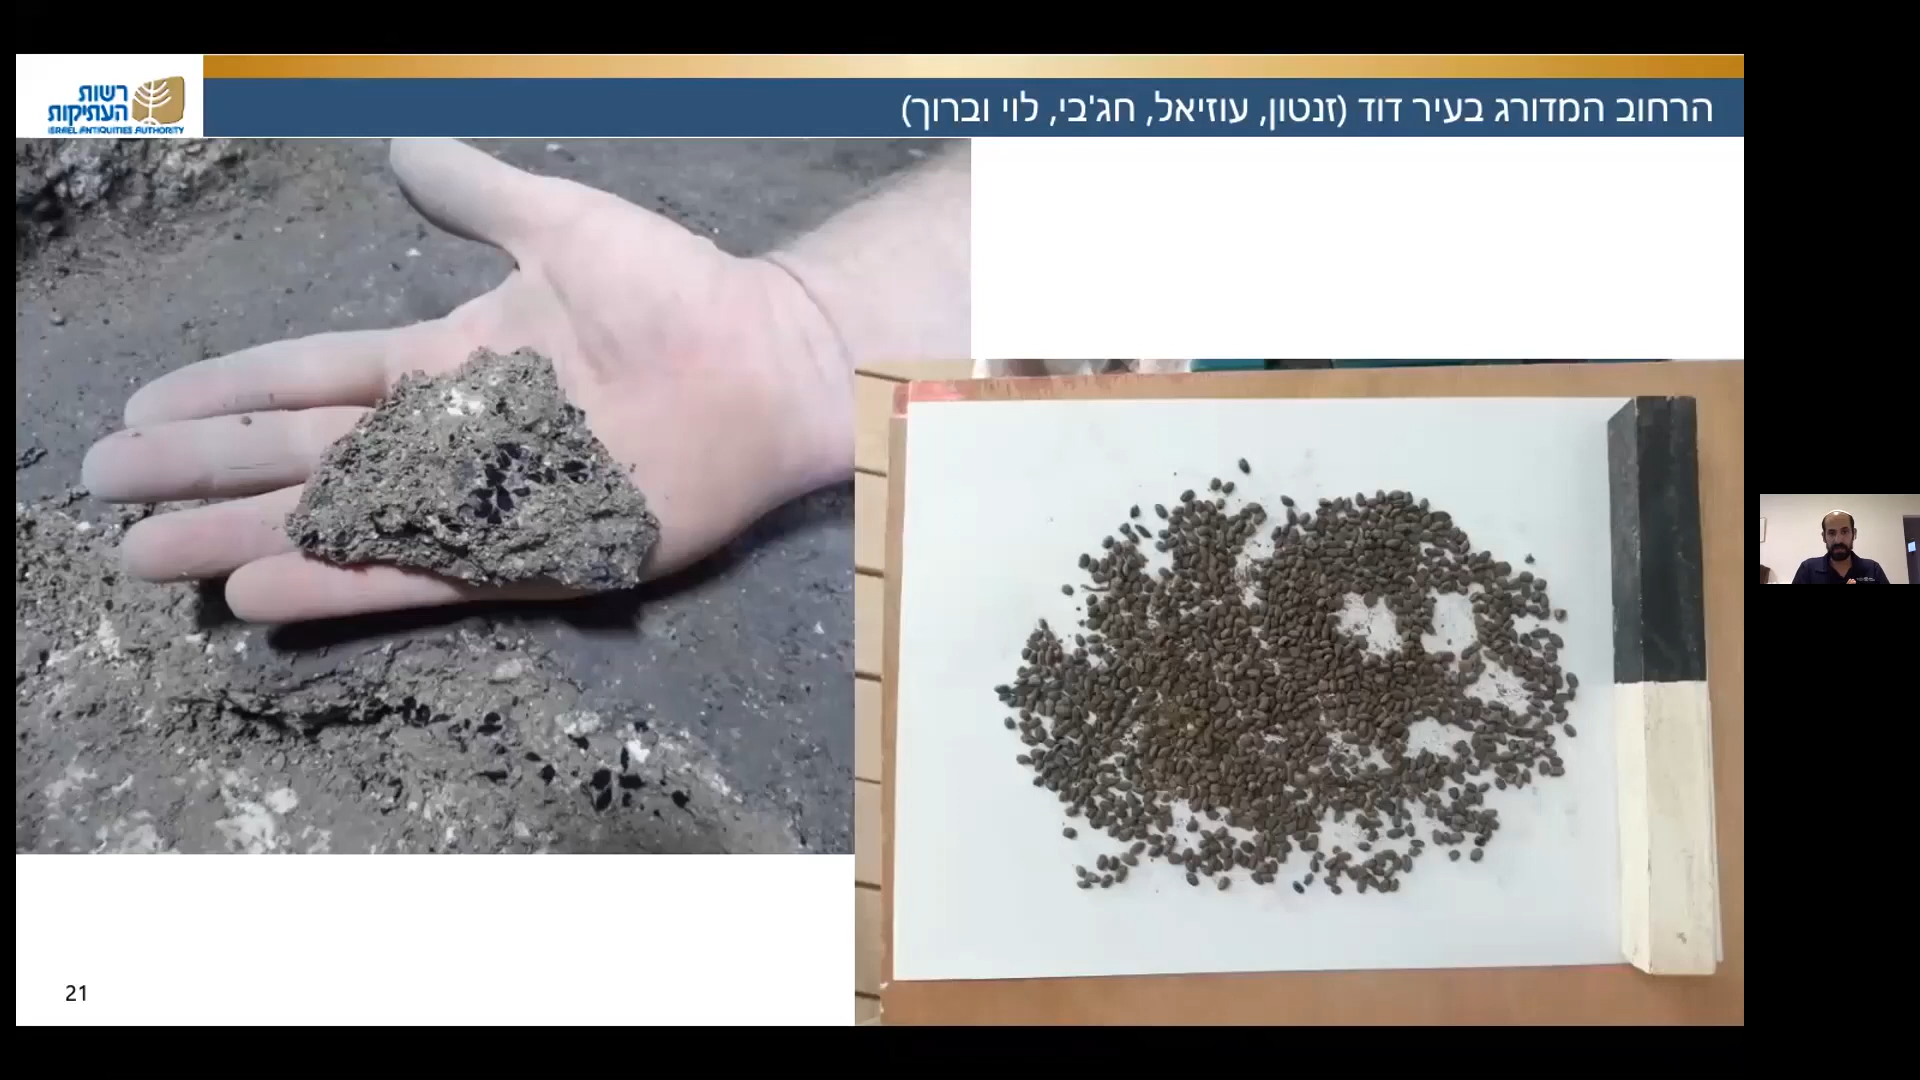 הרחוב המדורג בעיר דוד (זנטון, עוזיאל, חג'בי, לוי וברוך)
רשות
העתיקות
ISRAEL ANTIQUITIES AUTHORITY
21